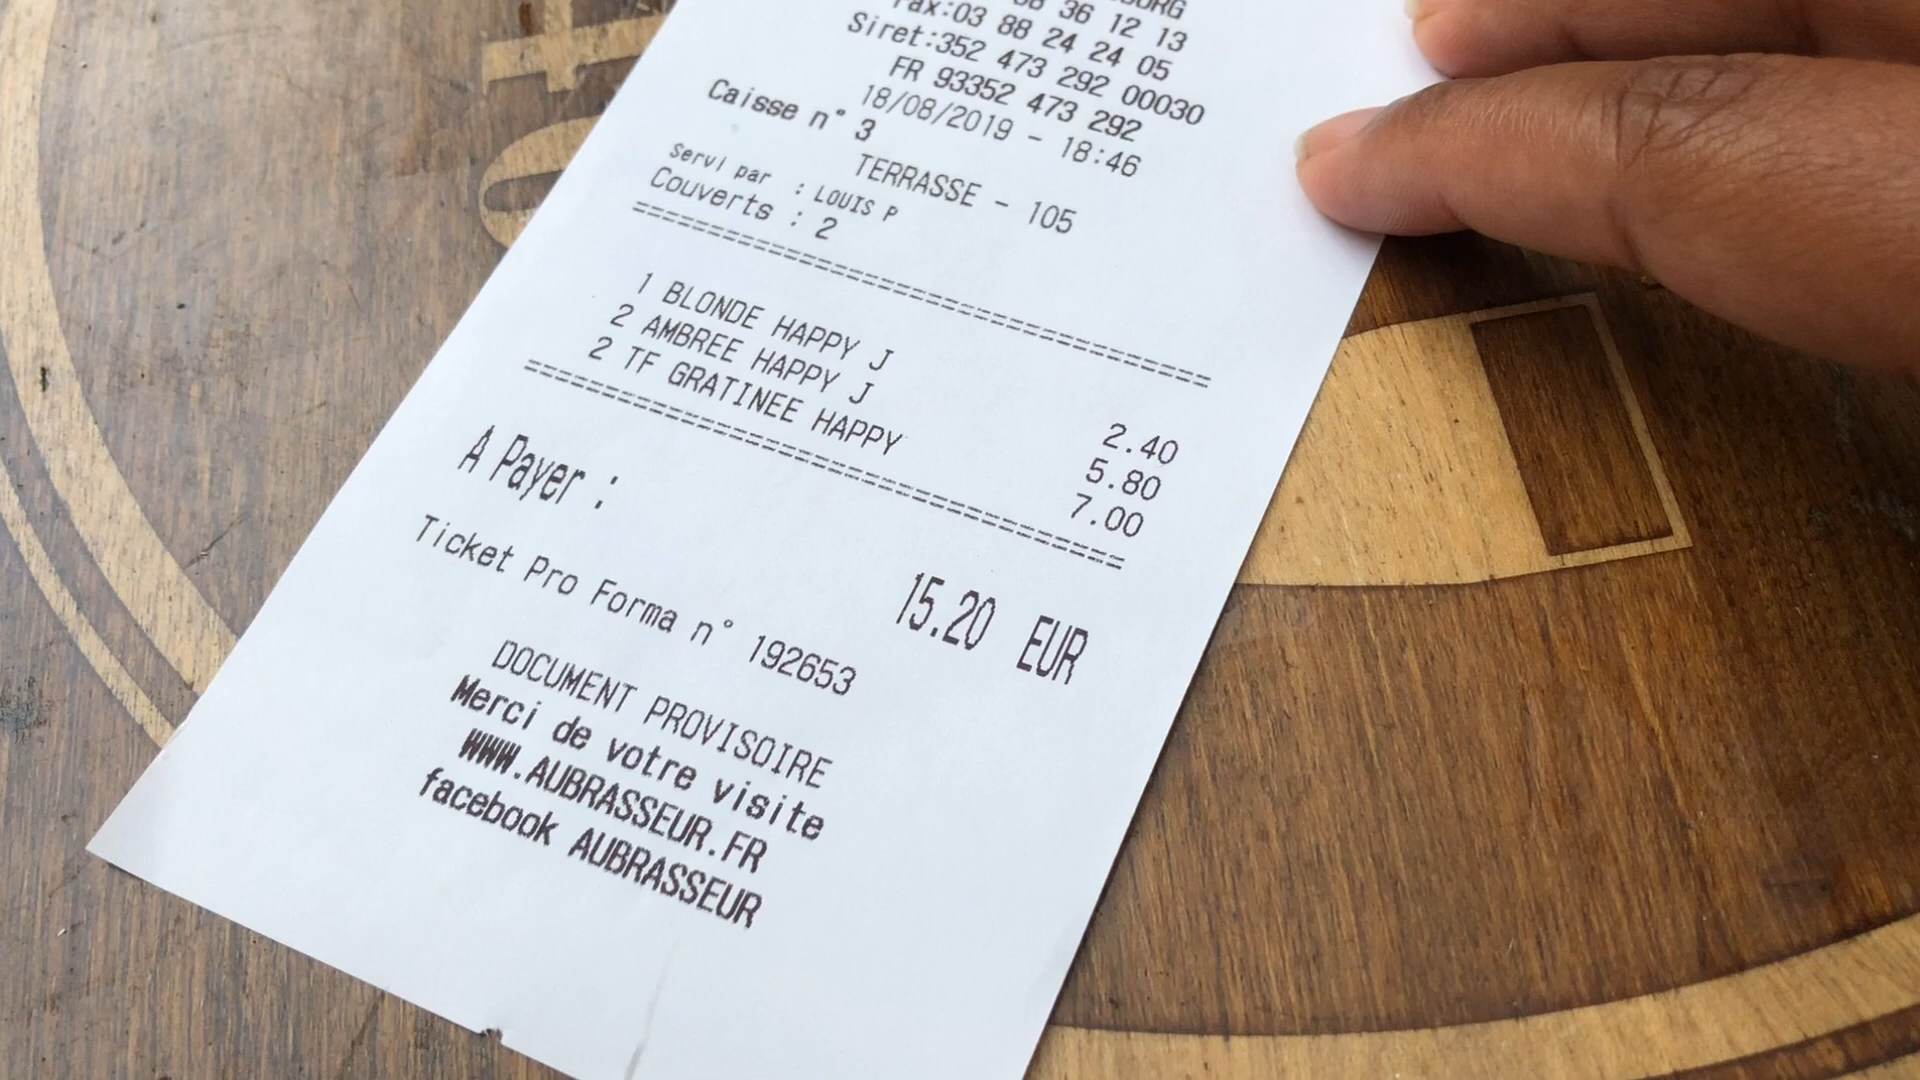 36 12 13
Fax:03 88 24 24 05
Siret:352 473 292 00030
FR 93352 473 292
18/08/2019 - 18:46
Caisse n° 3
TERRASSE - 105
Servi par : LOUIS P
Couverts : 2
1 BLONDE HAPPY J 2.40
2 AMBREE HAPPY J 5.80
2 TF GRATINEE HAPPY 7.00
A Payer : 15.20 EUR
Ticket Pro Forma n° 192653
DOCUMENT PROVISOIRE
Merci de votre visite
WWW.AUBRASSEUR.FR
facebook AUBRASSEUR